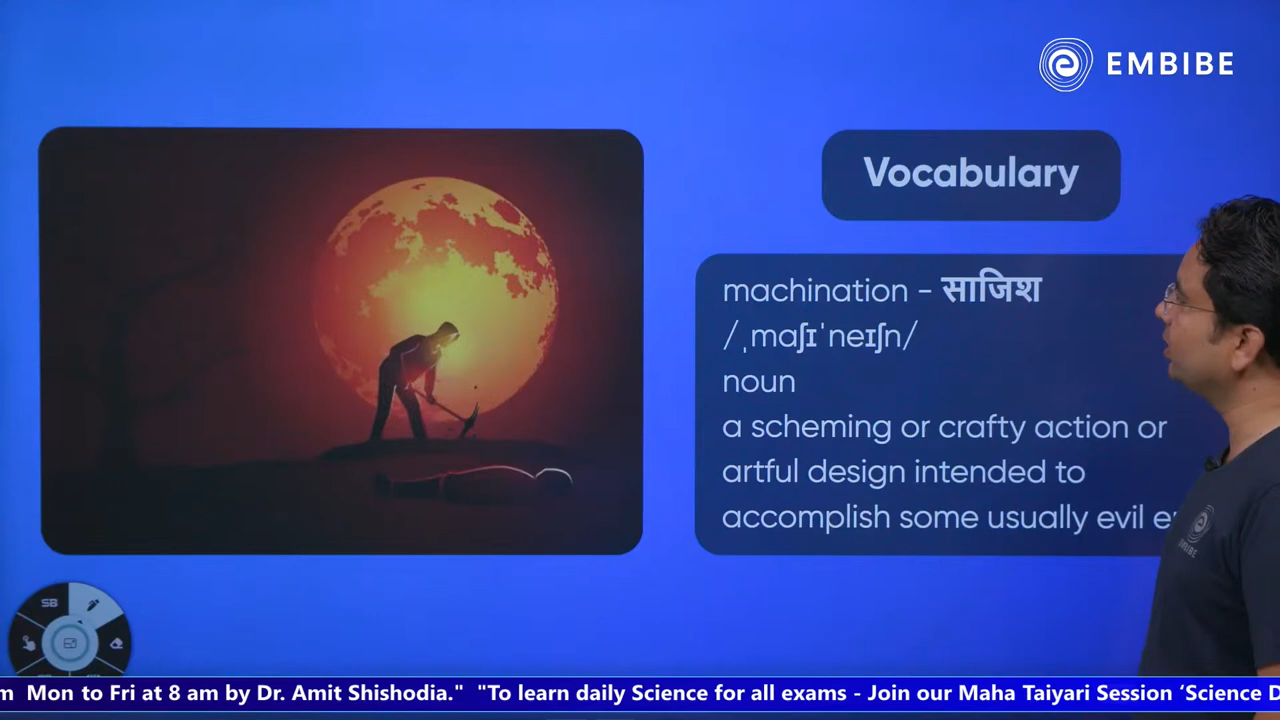 EMBIBE
Vocabulary
machination - साजिश
/ˌmaʃɪˈneɪʃn/
noun
a scheming or crafty action or
artful design intended to
accomplish some usually evil
SB
EMBIBE
Mon to Fri at 8 am by Dr. Amit Shishodia." "To learn daily Science for all exams - Join our Maha Taiyari Session ‘Science